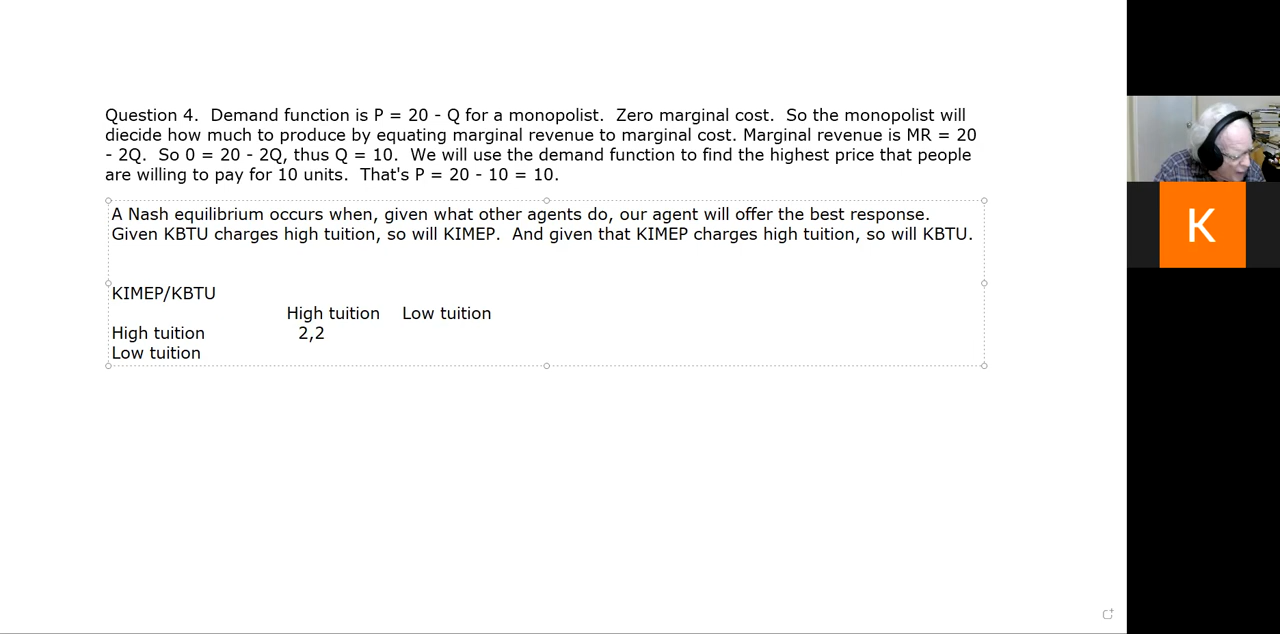 Question 4.  Demand function is P = 20 - Q for a monopolist.  Zero marginal cost.  So the monopolist will
diecide how much to produce by equating marginal revenue to marginal cost. Marginal revenue is MR = 20
- 2Q.  So 0 = 20 - 2Q, thus Q = 10.  We will use the demand function to find the highest price that people
are willing to pay for 10 units.  That's P = 20 - 10 = 10.
A Nash equilibrium occurs when, given what other agents do, our agent will offer the best response.
Given KBTU charges high tuition, so will KIMEP.  And given that KIMEP charges high tuition, so will KBTU.
KIMEP/KBTU
High tuition    Low tuition
High tuition    2,2
Low tuition
K